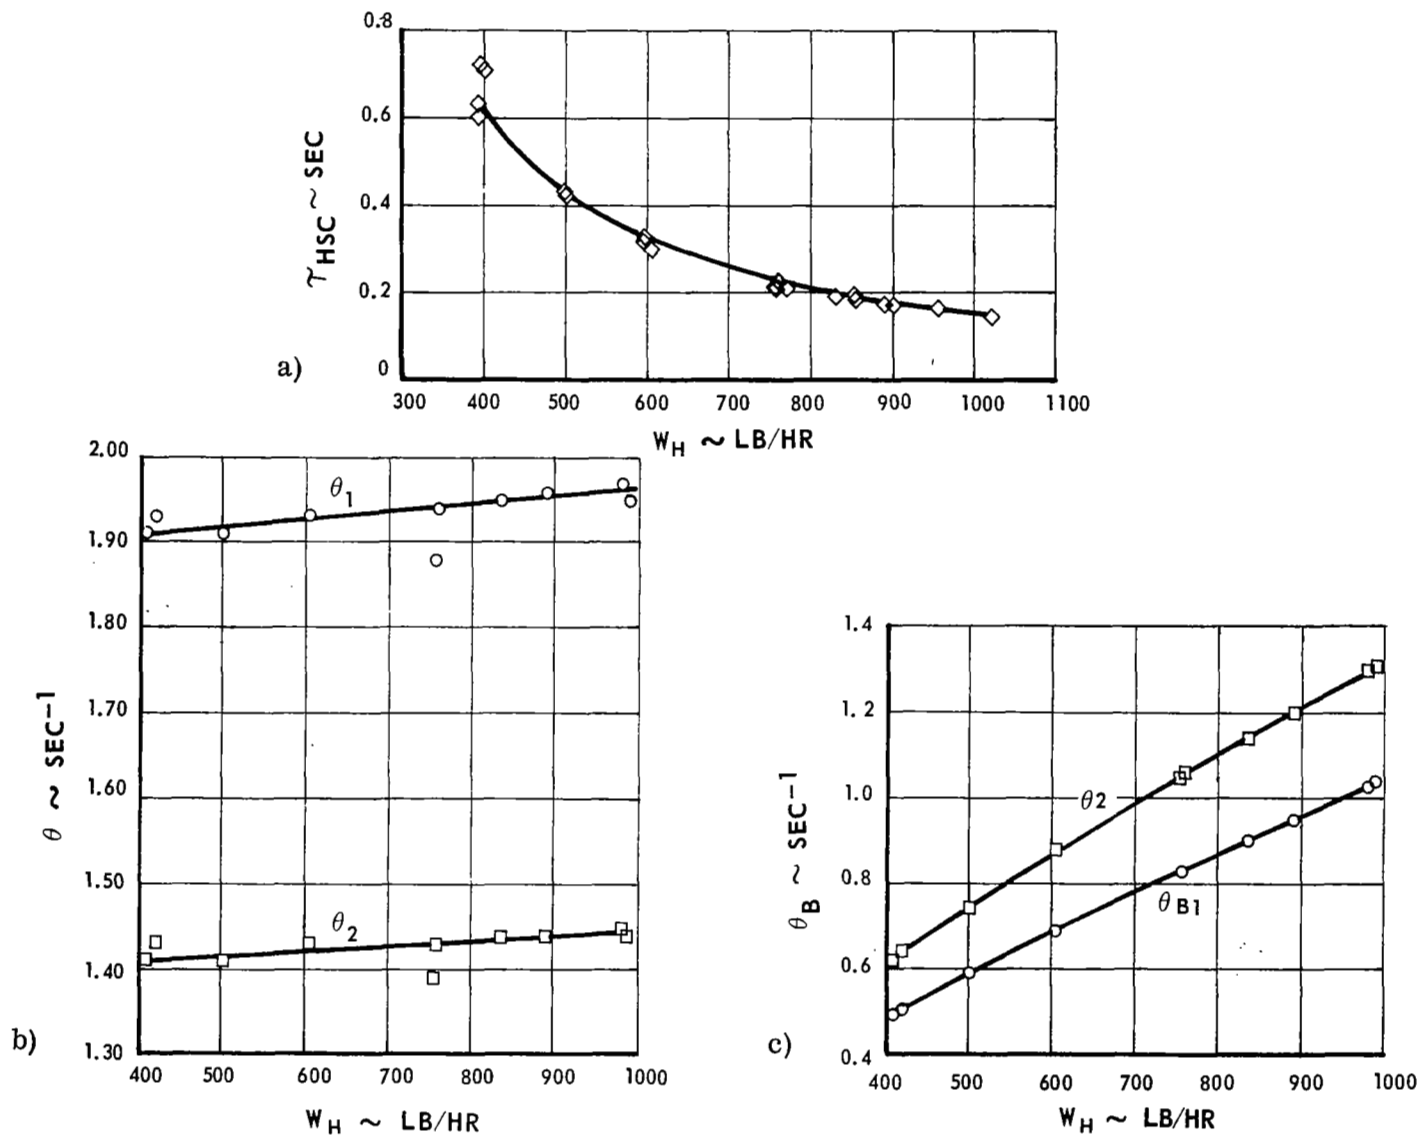 0.8
0.6
0.4
0.2
0
τHSC ~ SEC
a)
300 400 500 600 700 800 900 1000 1100
WH ~ LB/HR
2.00
1.90
1.80
1.70
1.60
1.50
1.40
1.30
θ ~ SEC-1
θ1
θ2
b)
400 500 600 700 800 900 1000
WH ~ LB/HR
1.4
1.2
1.0
0.8
0.6
0.4
θB ~ SEC-1
θ2
θB1
c)
400 500 600 700 800 900 1000
WH ~ LB/HR